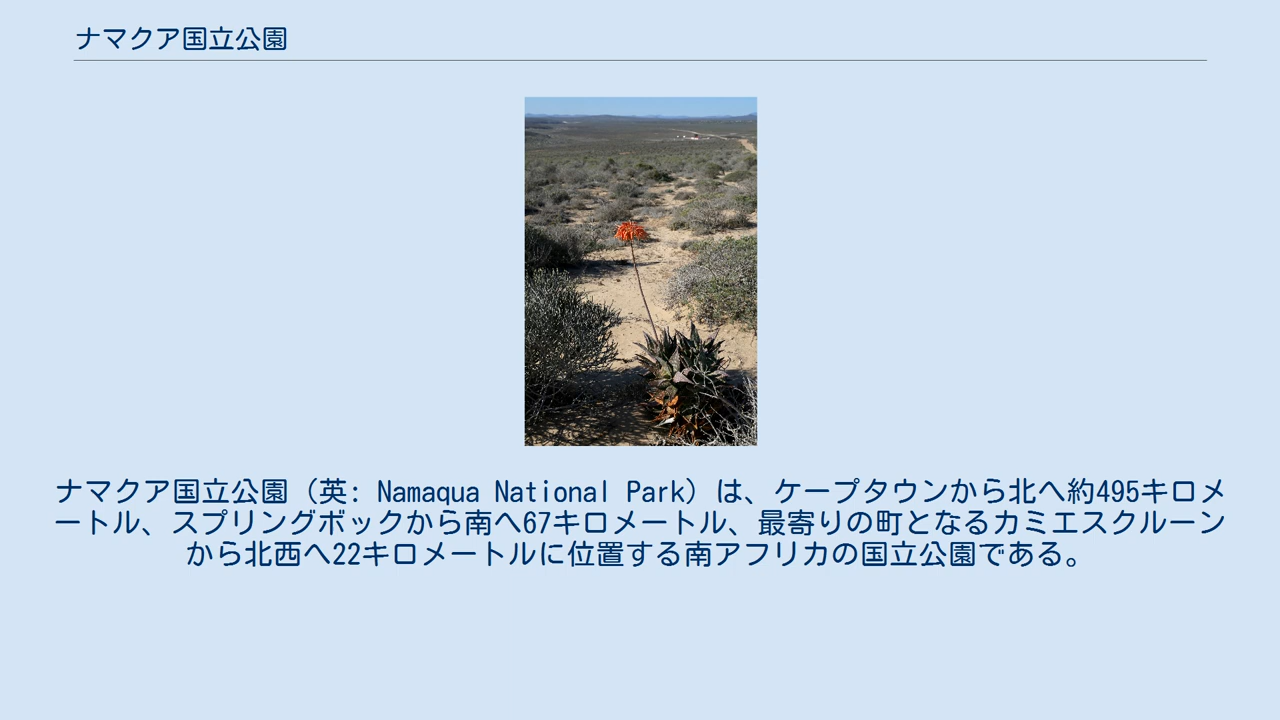 ナマクア国立公園
ナマクア国立公園（英: Namaqua National Park）は、ケープタウンから北へ約495キロメ
ートル、スプリングボックから南へ67キロメートル、最寄りの町となるカミエスクルーン
から北西へ22キロメートルに位置する南アフリカの国立公園である。